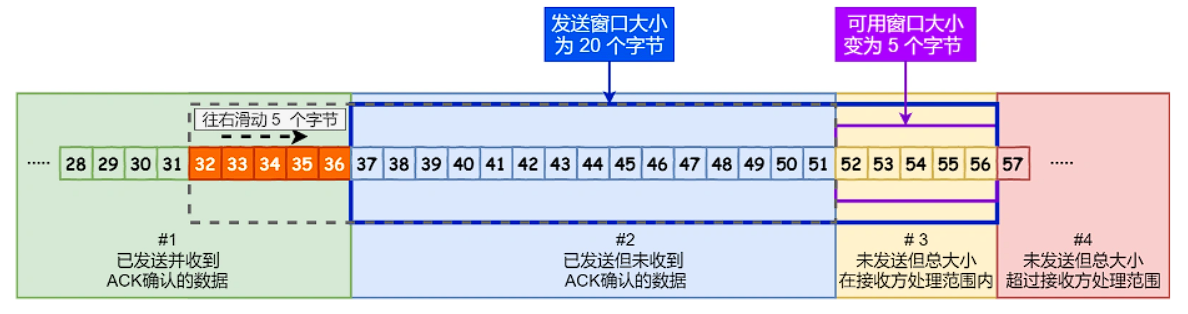 发送窗口大小
为 20 个字节
可用窗口大小
变为 5 个字节
往右滑动 5 个字节
..... 28 29 30 31 32 33 34 35 36 37 38 39 40 41 42 43 44 45 46 47 48 49 50 51 52 53 54 55 56 57 .....
#1
已发送并收到
ACK确认的数据
#2
已发送但未收到
ACK确认的数据
# 3
未发送但总大小
在接收方处理范围内
#4
未发送但总大小
超过接收方处理范围